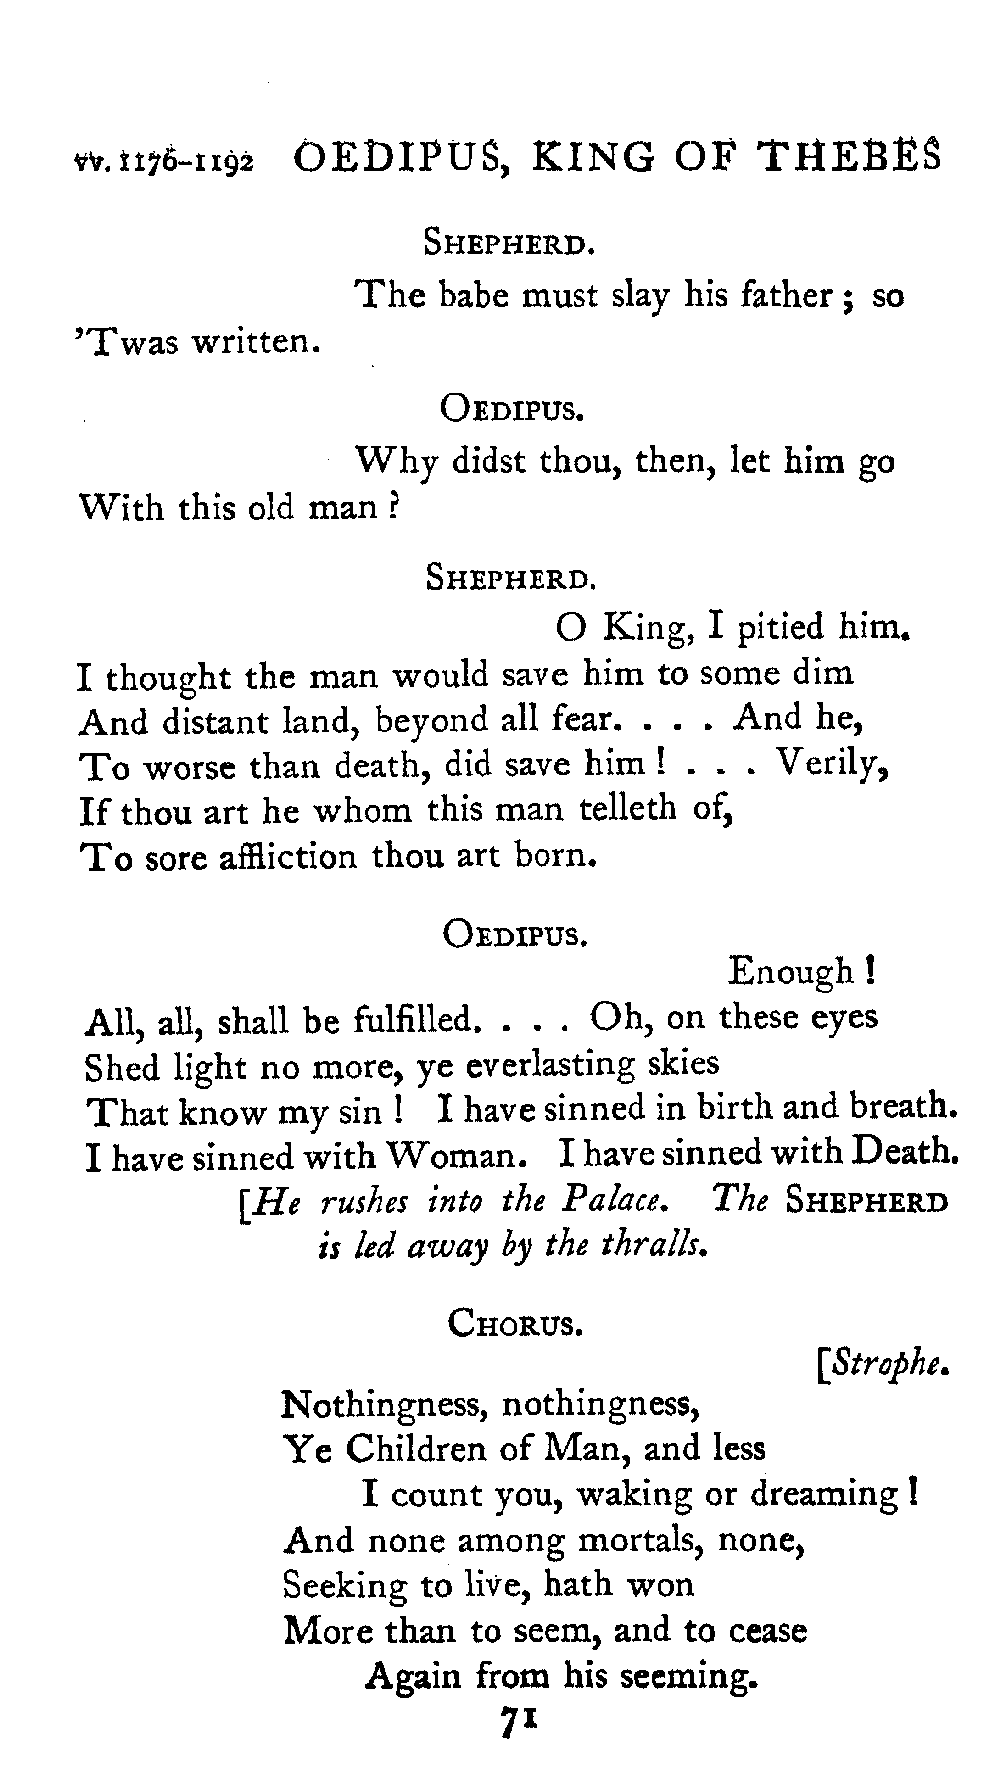 vv. 1176–1192 OEDIPUS, KING OF THEBES
SHEPHERD.
The babe must slay his father; so
'Twas written.
OEDIPUS.
Why didst thou, then, let him go
With this old man?
SHEPHERD.
O King, I pitied him.
I thought the man would save him to some dim
And distant land, beyond all fear. . . . And he,
To worse than death, did save him! . . . Verily,
If thou art he whom this man telleth of,
To sore affliction thou art born.
OEDIPUS.
Enough!
All, all, shall be fulfilled. . . . Oh, on these eyes
Shed light no more, ye everlasting skies
That know my sin! I have sinned in birth and breath.
I have sinned with Woman. I have sinned with Death.
[He rushes into the Palace. The SHEPHERD
is led away by the thralls.
CHORUS.
[Strophe.
Nothingness, nothingness,
Ye Children of Man, and less
I count you, waking or dreaming!
And none among mortals, none,
Seeking to live, hath won
More than to seem, and to cease
Again from his seeming.
71